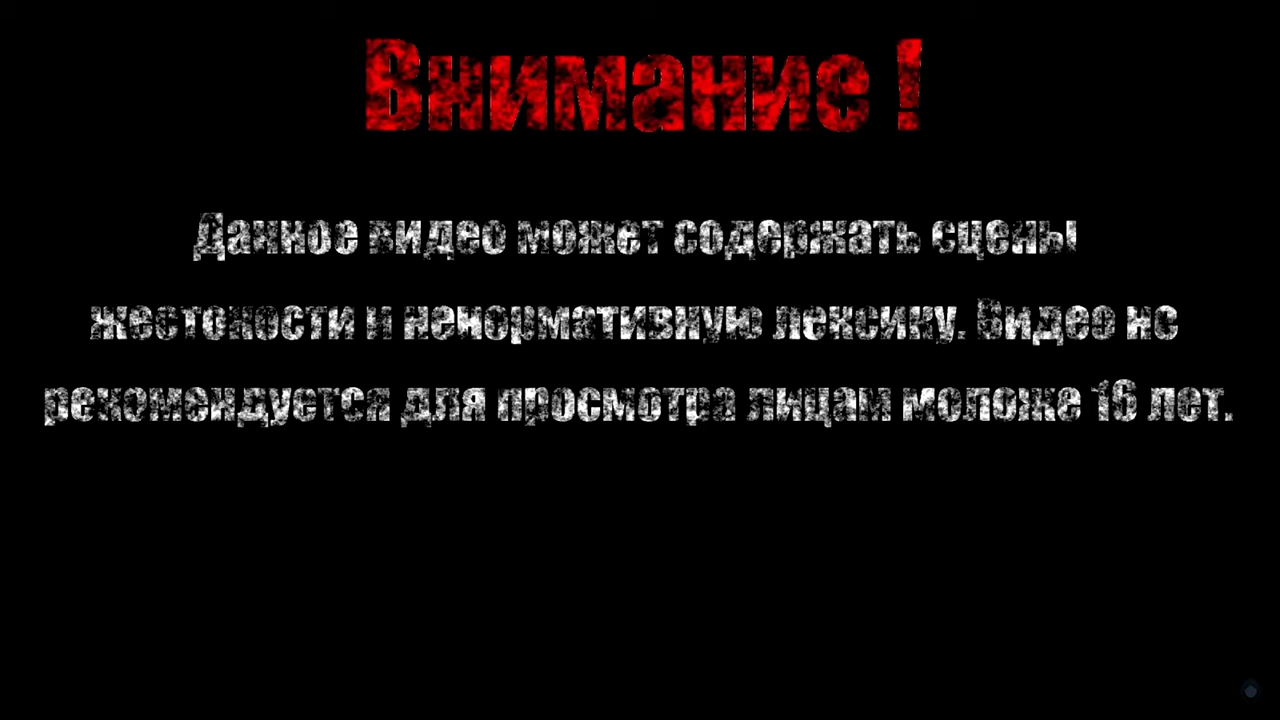 Внимание !
Данное видео может содержать сцены
жестокости и ненормативную лексику. Видео не
рекомендуется для просмотра лицам моложе 16 лет.